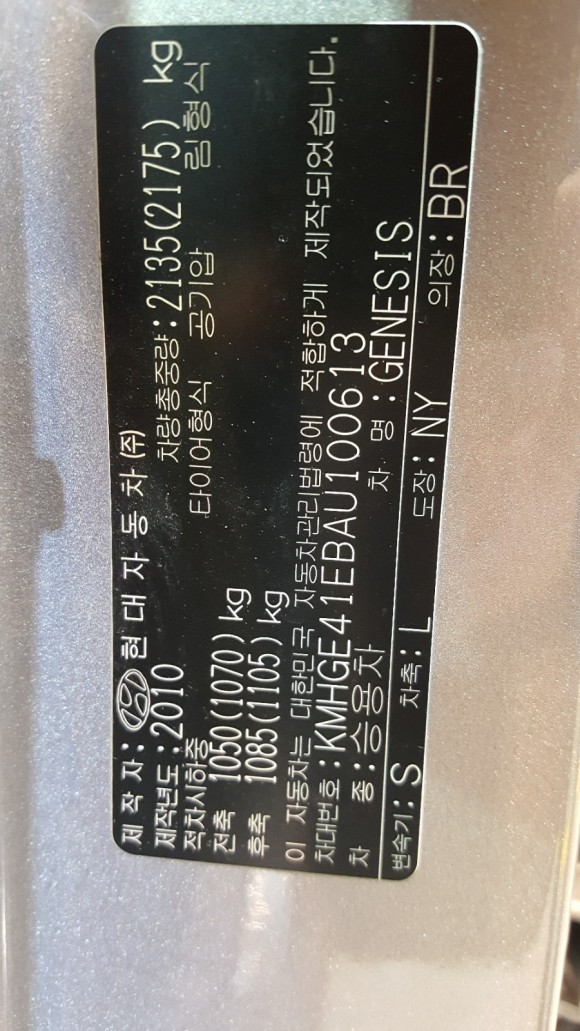 제 작 자 : 현 대 자 동 차 (주)
제작년도 : 2010 차량총중량 : 2135(2175) kg
적차시하중 타이어형식 공기압 림형식
전축 1050(1070) kg
후축 1085(1105) kg
이 자동차는 대한민국 자동차관리법령에 적합하게 제작되었습니다.
차대번호 : KMHGE41EBAU100613
차 종 : 승용차 차 명 : GENESIS
변속기 : S 차축 : L 도장 : NY 의장 : BR